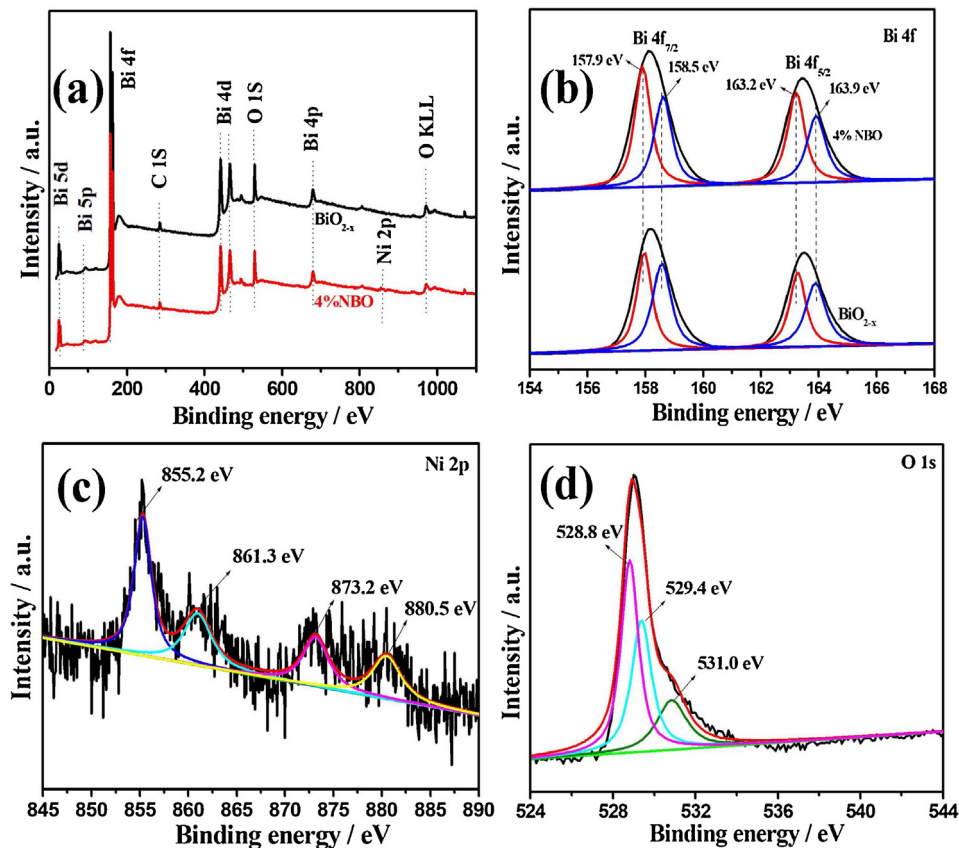 (a)
Bi 5d
Bi 5p
Bi 4f
C 1S
Bi 4d
O 1S
Bi 4p
BiO2-x
Ni 2p
O KLL
4%NBO
Intensity / a.u.
0 200 400 600 800 1000
Binding energy / eV
(b)
Bi 4f7/2
Bi 4f
157.9 eV
158.5 eV
Bi 4f5/2
163.2 eV
163.9 eV
4% NBO
BiO2-x
Intensity / a.u.
154 156 158 160 162 164 166 168
Binding energy / eV
(c)
Ni 2p
855.2 eV
861.3 eV
873.2 eV
880.5 eV
Intensity / a.u.
845 850 855 860 865 870 875 880 885 890
Binding energy / eV
(d)
O 1s
528.8 eV
529.4 eV
531.0 eV
Intensity / a.u.
524 528 532 536 540 544
Binding energy / eV